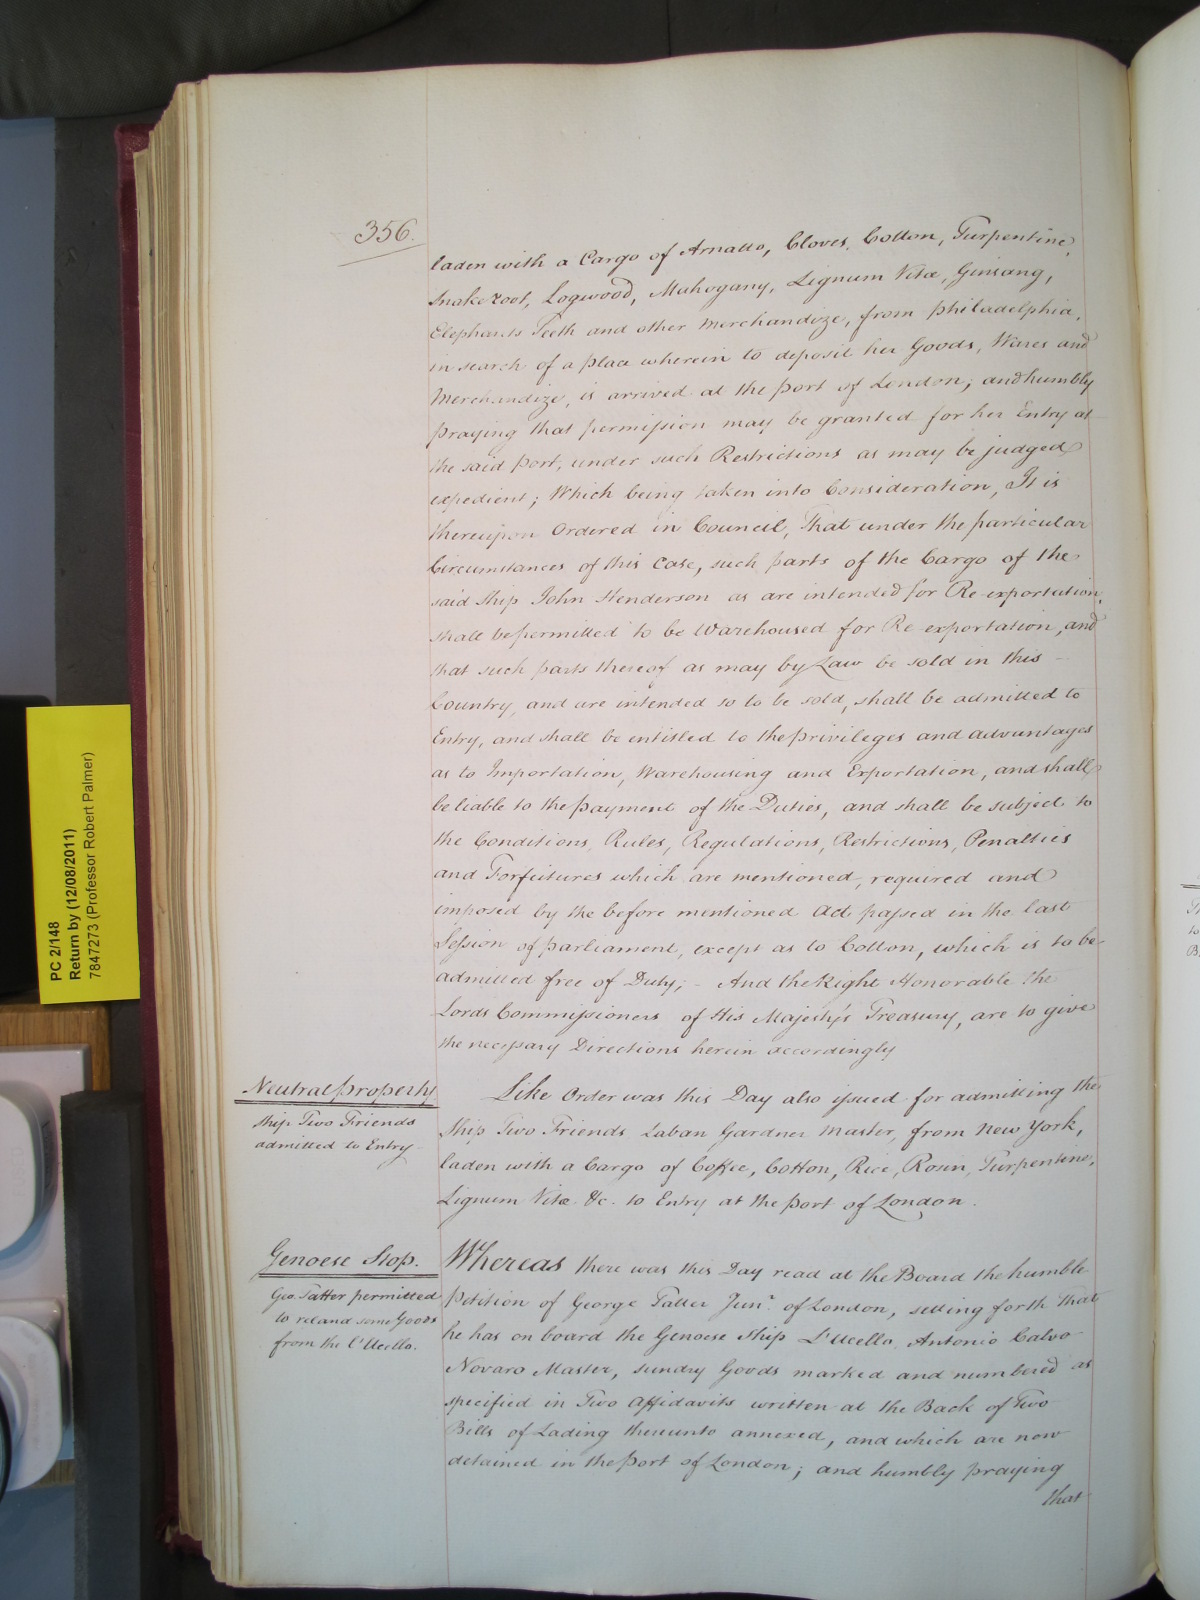 356.
laden with a Cargo of Arnatto, Cloves, Cotton, Turpentine,
Snakeroot, Logwood, Mahogany, Lignum Vitæ, Ginsang,
Elephants Teeth and other Merchandize, from Philadelphia,
in search of a place wherein to deposit her Goods, Wares and
Merchandize, is arrived at the port of London; and humbly
praying that permission may be granted for her Entry at
the said port, under such Restrictions as may be judged
expedient; Which being taken into Consideration, It is
thereupon Ordered in Council, That under the particular
Circumstances of this Case, such parts of the Cargo of the
said Ship John Henderson as are intended for Re-exportation,
shall be permitted to be Warehoused for Re-exportation, and
that such parts thereof as may by Law be sold in this
Country, and are intended so to be sold, shall be admitted to
Entry, and shall be entitled to the privileges and advantages
as to Importation, Warehousing and Exportation, and shall
be liable to the payment of the Duties, and shall be subject to
the Conditions, Rules, Regulations, Restrictions, Penalties
and Forfeitures which are mentioned, required and
imposed by the before mentioned Act passed in the last
Session of parliament, except as to Cotton, which is to be
admitted free of Duty; - And the Right Honorable the
Lords Commissioners of His Majesty's Treasury, are to give
the necessary Directions herein accordingly
Neutral property
Ship Two Friends
admitted to Entry
Like Order was this Day also issued for admitting the
Ship Two Friends Laban Gardner Master, from New York,
laden with a Cargo of Coffee, Cotton, Rice, Rosin, Turpentine,
Lignum Vitæ &c. to Entry at the port of London.
Genoese Ship.
Geo. Tatter permitted
to reland some Goods
from the L'Ucello.
Whereas there was this Day read at the Board the humble
Petition of George Tatter Junr. of London, setting forth that
he has on board the Genoese Ship L'Ucello, Antonio Calvo
Novaro Master, sundry Goods marked and numbered as
specified in Two Affidavits written at the Back of Two
Bills of Lading thereunto annexed, and which are now
detained in the Port of London; and humbly praying
that
PC 2/148
Return by (12/08/2011)
7847273 (Professor Robert Palmer)